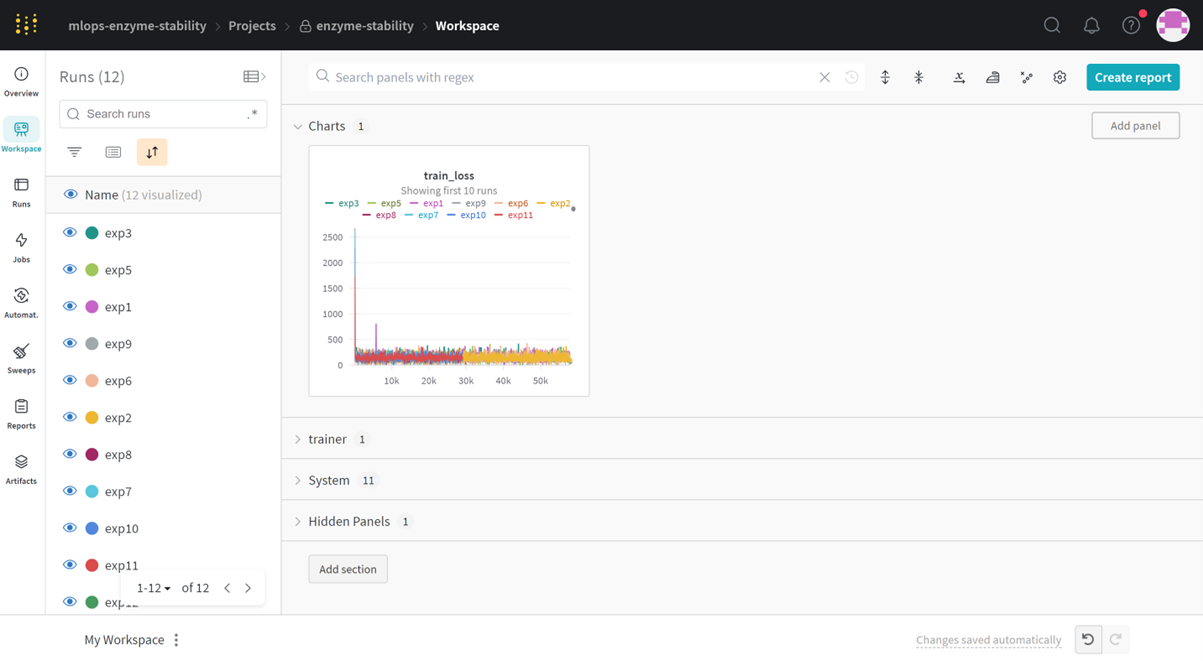 mlops-enzyme-stability > Projects > enzyme-stability > Workspace
Overview
Workspace
Runs
Jobs
Automat.
Sweeps
Reports
Artifacts
Runs (12)
Search runs
.*
Name (12 visualized)
exp3
exp5
exp1
exp9
exp6
exp2
exp8
exp7
exp10
exp11
1-12 of 12
Search panels with regex
Create report
Charts 1
Add panel
train_loss
Showing first 10 runs
exp3 exp5 exp1 exp9 exp6 exp2
exp8 exp7 exp10 exp11
2500
2000
1500
1000
500
0
10k 20k 30k 40k 50k
trainer 1
System 11
Hidden Panels 1
Add section
My Workspace
Changes saved automatically